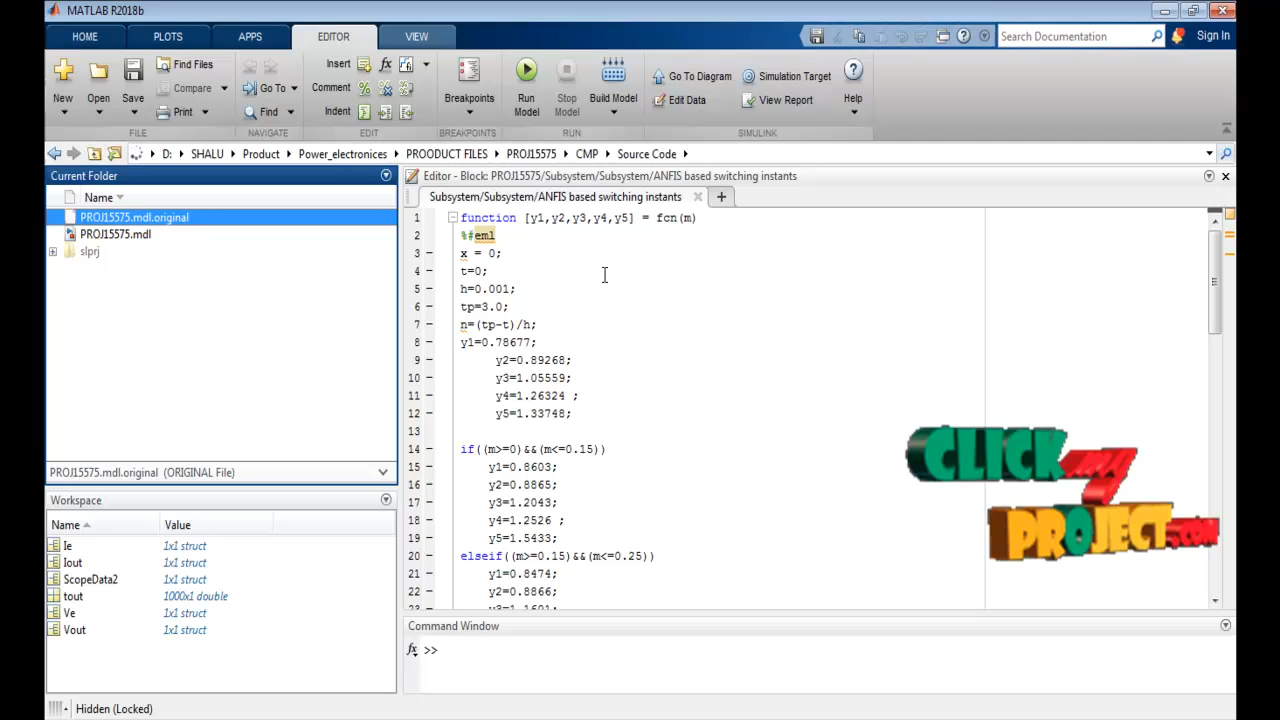 MATLAB R2018b
HOME PLOTS APPS EDITOR VIEW
Search Documentation Sign In
New Open Save Find Files Compare Print
Go To Find
Insert fx
Comment
Indent
Breakpoints
Run Model Stop Model Build Model
Go To Diagram Simulation Target
Edit Data View Report
Help
FILE NAVIGATE EDIT BREAKPOINTS RUN SIMULINK
D: SHALU Product Power_electronices PROODUCT FILES PROJ15575 CMP Source Code
Current Folder
Name
PROJ15575.mdl.original
PROJ15575.mdl
slprj
PROJ15575.mdl.original (ORIGINAL File)
Workspace
Name Value
Ie 1x1 struct
Iout 1x1 struct
ScopeData2 1x1 struct
tout 1000x1 double
Ve 1x1 struct
Vout 1x1 struct
Editor - Block: PROJ15575/Subsystem/Subsystem/ANFIS based switching instants
Subsystem/Subsystem/ANFIS based switching instants
1 function [y1,y2,y3,y4,y5] = fcn(m)
2 %#eml
3 x = 0;
4 t=0;
5 h=0.001;
6 tp=3.0;
7 n=(tp-t)/h;
8 y1=0.78677;
9 y2=0.89268;
10 y3=1.05559;
11 y4=1.26324 ;
12 y5=1.33748;
13
14 if((m>=0)&&(m<=0.15))
15 y1=0.8603;
16 y2=0.8865;
17 y3=1.2043;
18 y4=1.2526 ;
19 y5=1.5433;
20 elseif((m>=0.15)&&(m<=0.25))
21 y1=0.8474;
22 y2=0.8866;
CLICK my PROJECT.COM
Command Window
fx >>
Hidden (Locked)